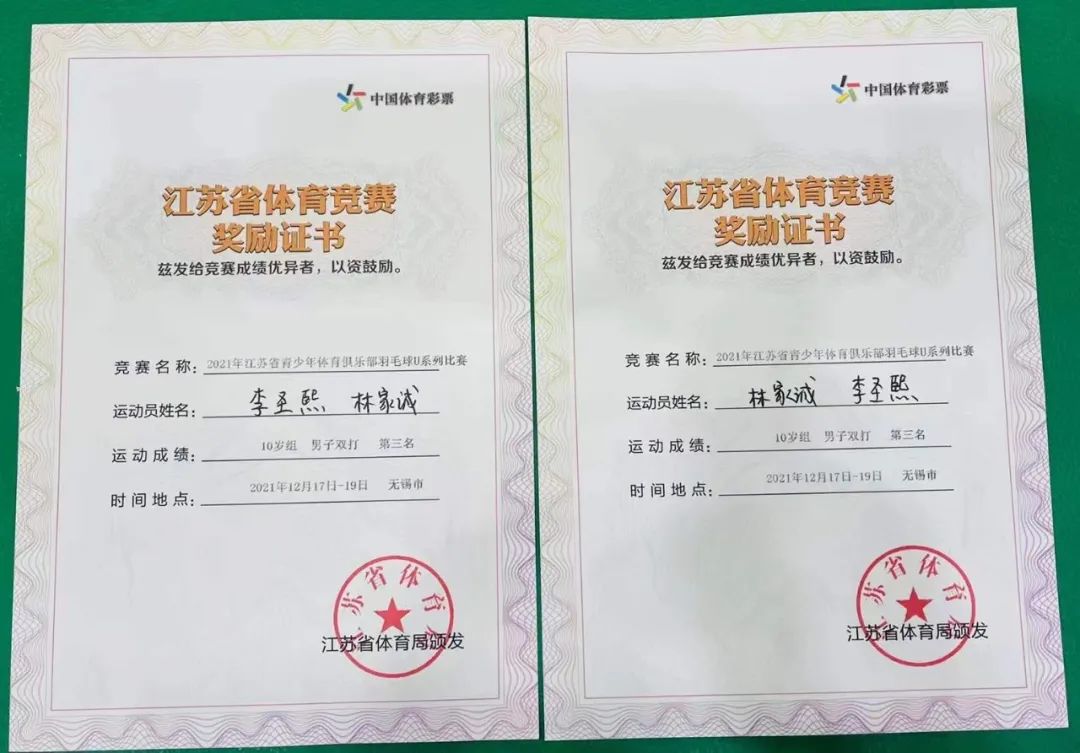 中国体育彩票
江苏省体育竞赛
奖励证书
兹发给竞赛成绩优异者，以资鼓励。
竞赛名称：2021年江苏省青少年体育俱乐部羽毛球U系列比赛
运动员姓名：李圣熙 林家诚
运动成绩：10岁组 男子双打 第三名
时间地点：2021年12月17日-19日 无锡市
苏省体育
江苏省体育局颁发
中国体育彩票
江苏省体育竞赛
奖励证书
兹发给竞赛成绩优异者，以资鼓励。
竞赛名称：2021年江苏省青少年体育俱乐部羽毛球U系列比赛
运动员姓名：林家诚 李圣熙
运动成绩：10岁组 男子双打 第三名
时间地点：2021年12月17日-19日 无锡市
苏省体育
江苏省体育局颁发